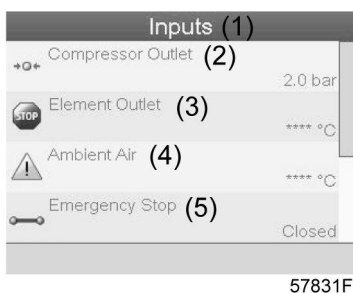 Inputs (1)
Compressor Outlet (2)
2.0 bar
Element Outlet (3)
STOP
**** °C
Ambient Air (4)
**** °C
Emergency Stop (5)
Closed
57831F